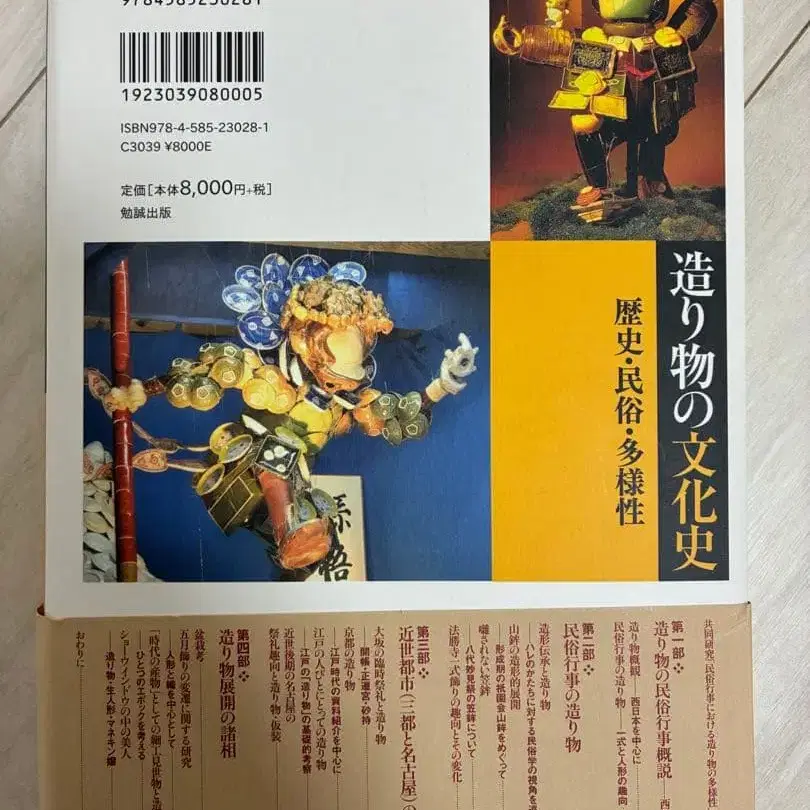 9784585230281
1923039080005
ISBN978-4-585-23028-1
C3039 ¥8000E
定価[本体8,000円+税]
勉誠出版
造り物の文化史
歴史・民俗・多様性
孫悟
共同研究「民俗行事における造り物の多様性
第一部❖
造り物の民俗行事概説
造り物概観―西日本を中心に
民俗行事の造り物―一式と人形の趣向
第二部❖
民俗行事の造り物
造形伝承と造り物
ハレのかたちに対する民俗学の視角を
山鉾の造形的展開
形成期の祇園会山鉾をめぐって
囃されない笠鉾
八代妙見祭の笠鉾について
法勝寺一式飾りの趣向とその変化
第三部❖
近世都市(三都と名古屋)の
大坂の臨時祭礼と造り物
開帳・正遷宮・砂持
京都の造り物
江戸時代の資料紹介を中心に
江戸の人びとにとっての造り物
江戸の「造り物」の基礎的考察
近世後期の名古屋の
祭礼趣向と造り物・仮装
第四部❖
造り物展開の諸相
盆栽考
五月飾りの変遷に関する研究
人形と幟を中心として
「時代の産物」としての細工見世物と
ひとつのエポックを考える
ショーウインドウの中の美人
造り物・生人形・マネキン嬢
おわりに